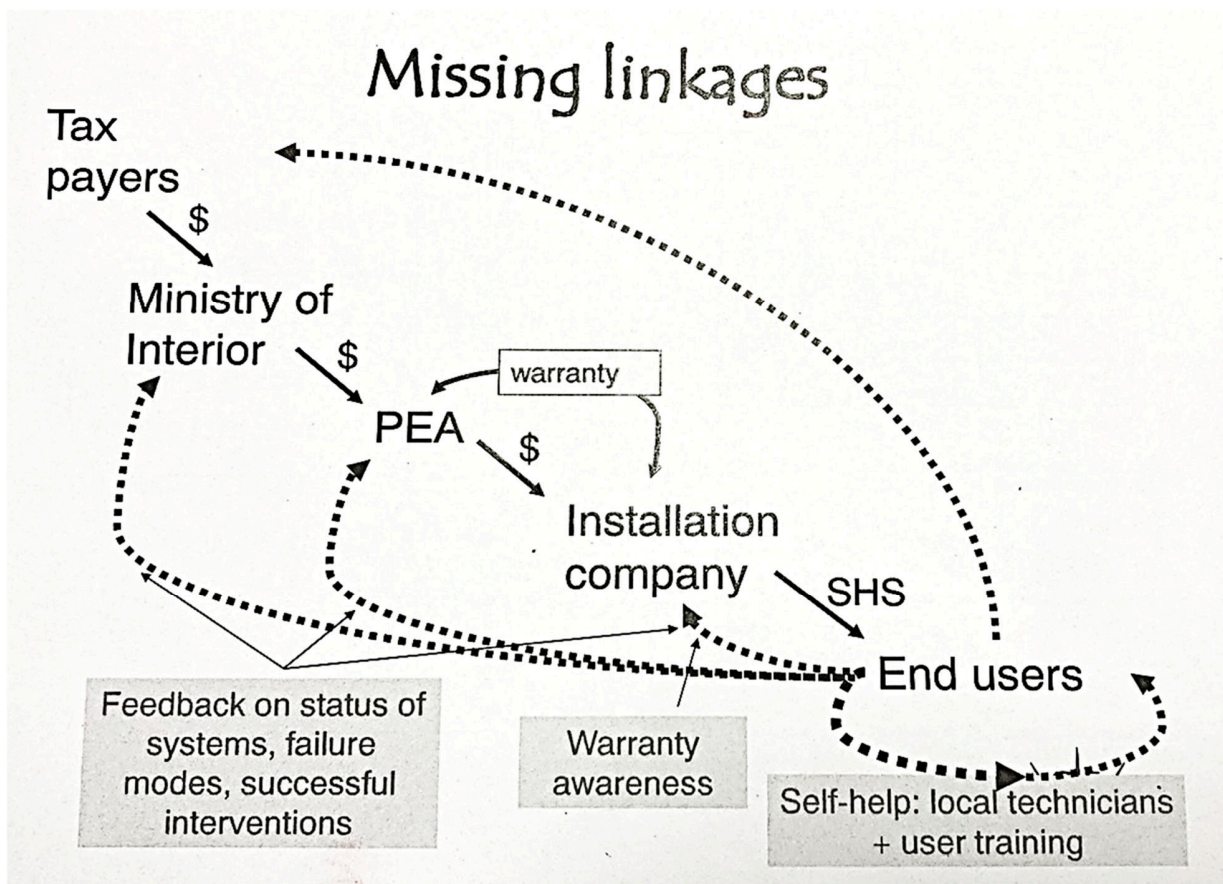 Missing linkages
Tax
payers
$
Ministry of
Interior
$
warranty
PEA
$
Installation
company
SHS
End users
Feedback on status of
systems, failure
modes, successful
interventions
Warranty
awareness
Self-help: local technicians
+ user training